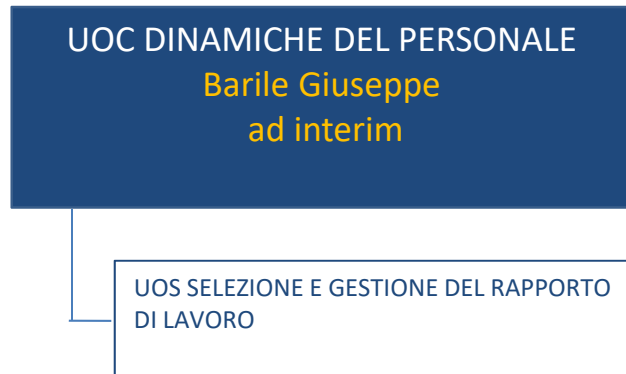 UOC DINAMICHE DEL PERSONALE
Barile Giuseppe
ad interim
UOS SELEZIONE E GESTIONE DEL RAPPORTO
DI LAVORO